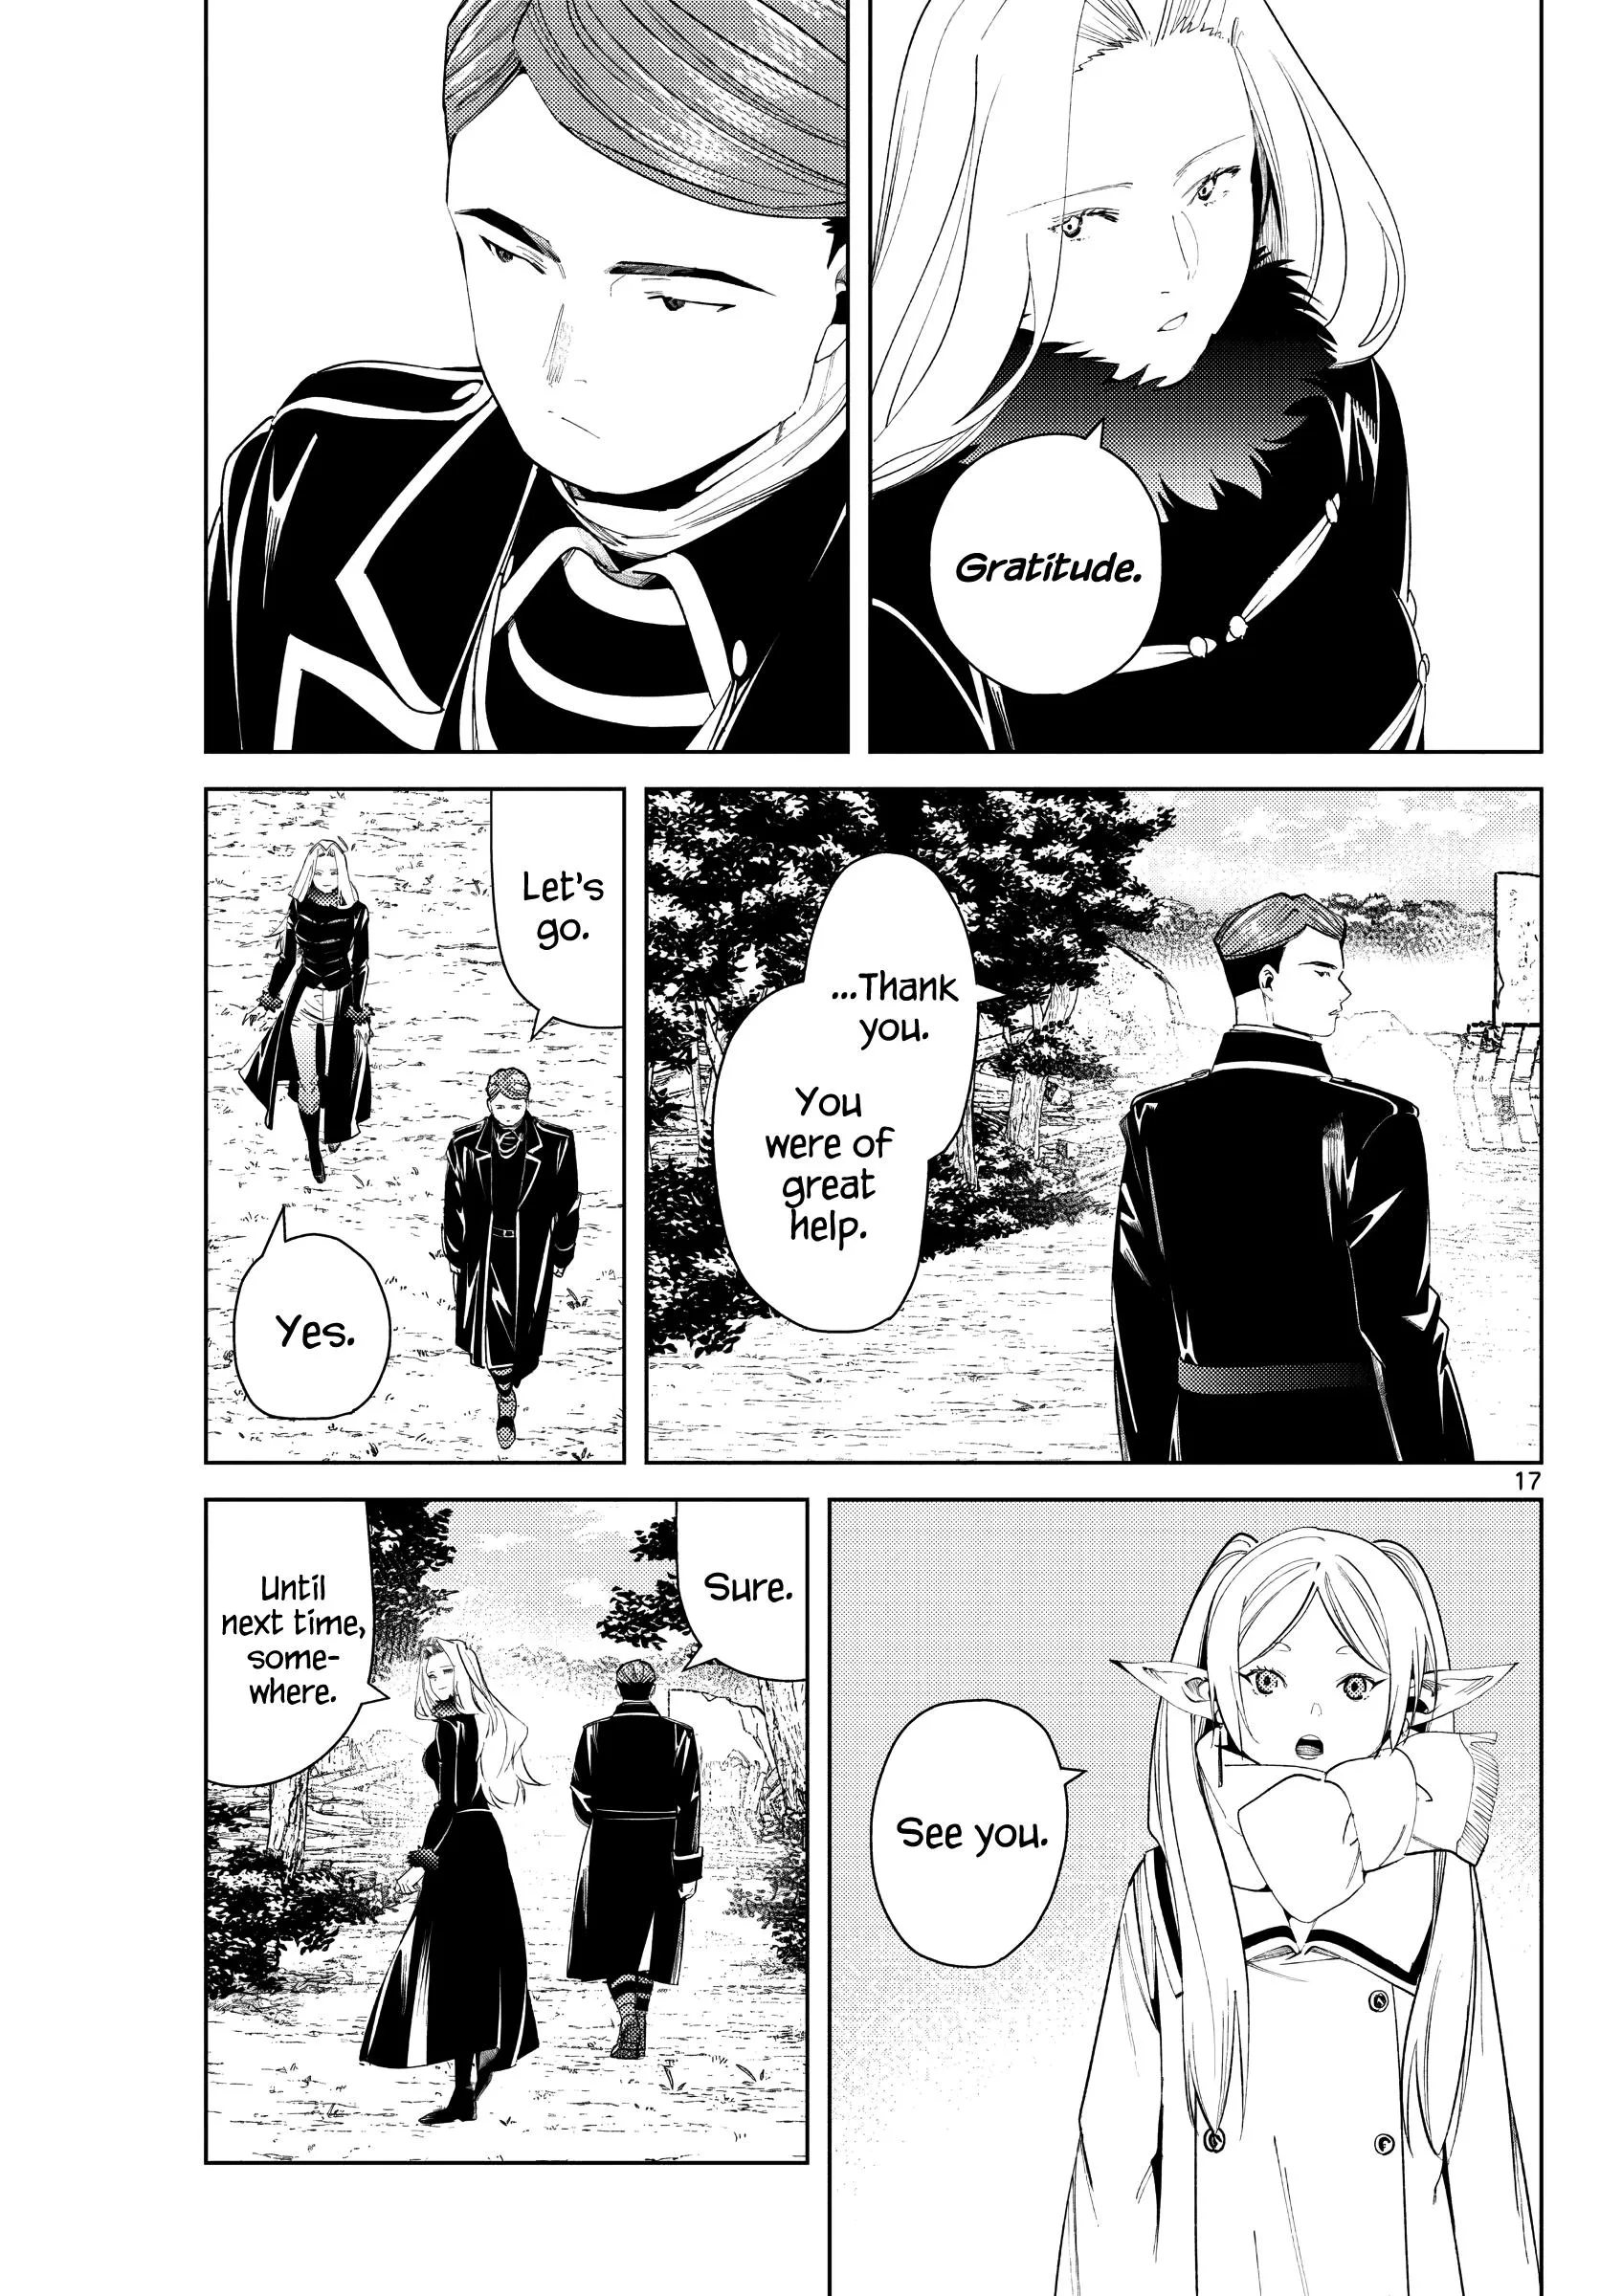 Gratitude.
...Thank
you.
You
were of
great
help.
Let's
go.
Yes.
17
See you.
Sure.
Until
next time,
some-
where.